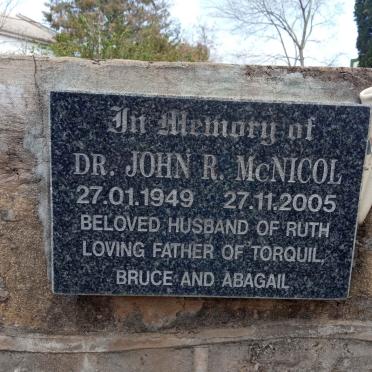 In Memory of
DR. JOHN R. McNICOL
27.01.1949 27.11.2005
BELOVED HUSBAND OF RUTH
LOVING FATHER OF TORQUIL,
BRUCE AND ABAGAIL